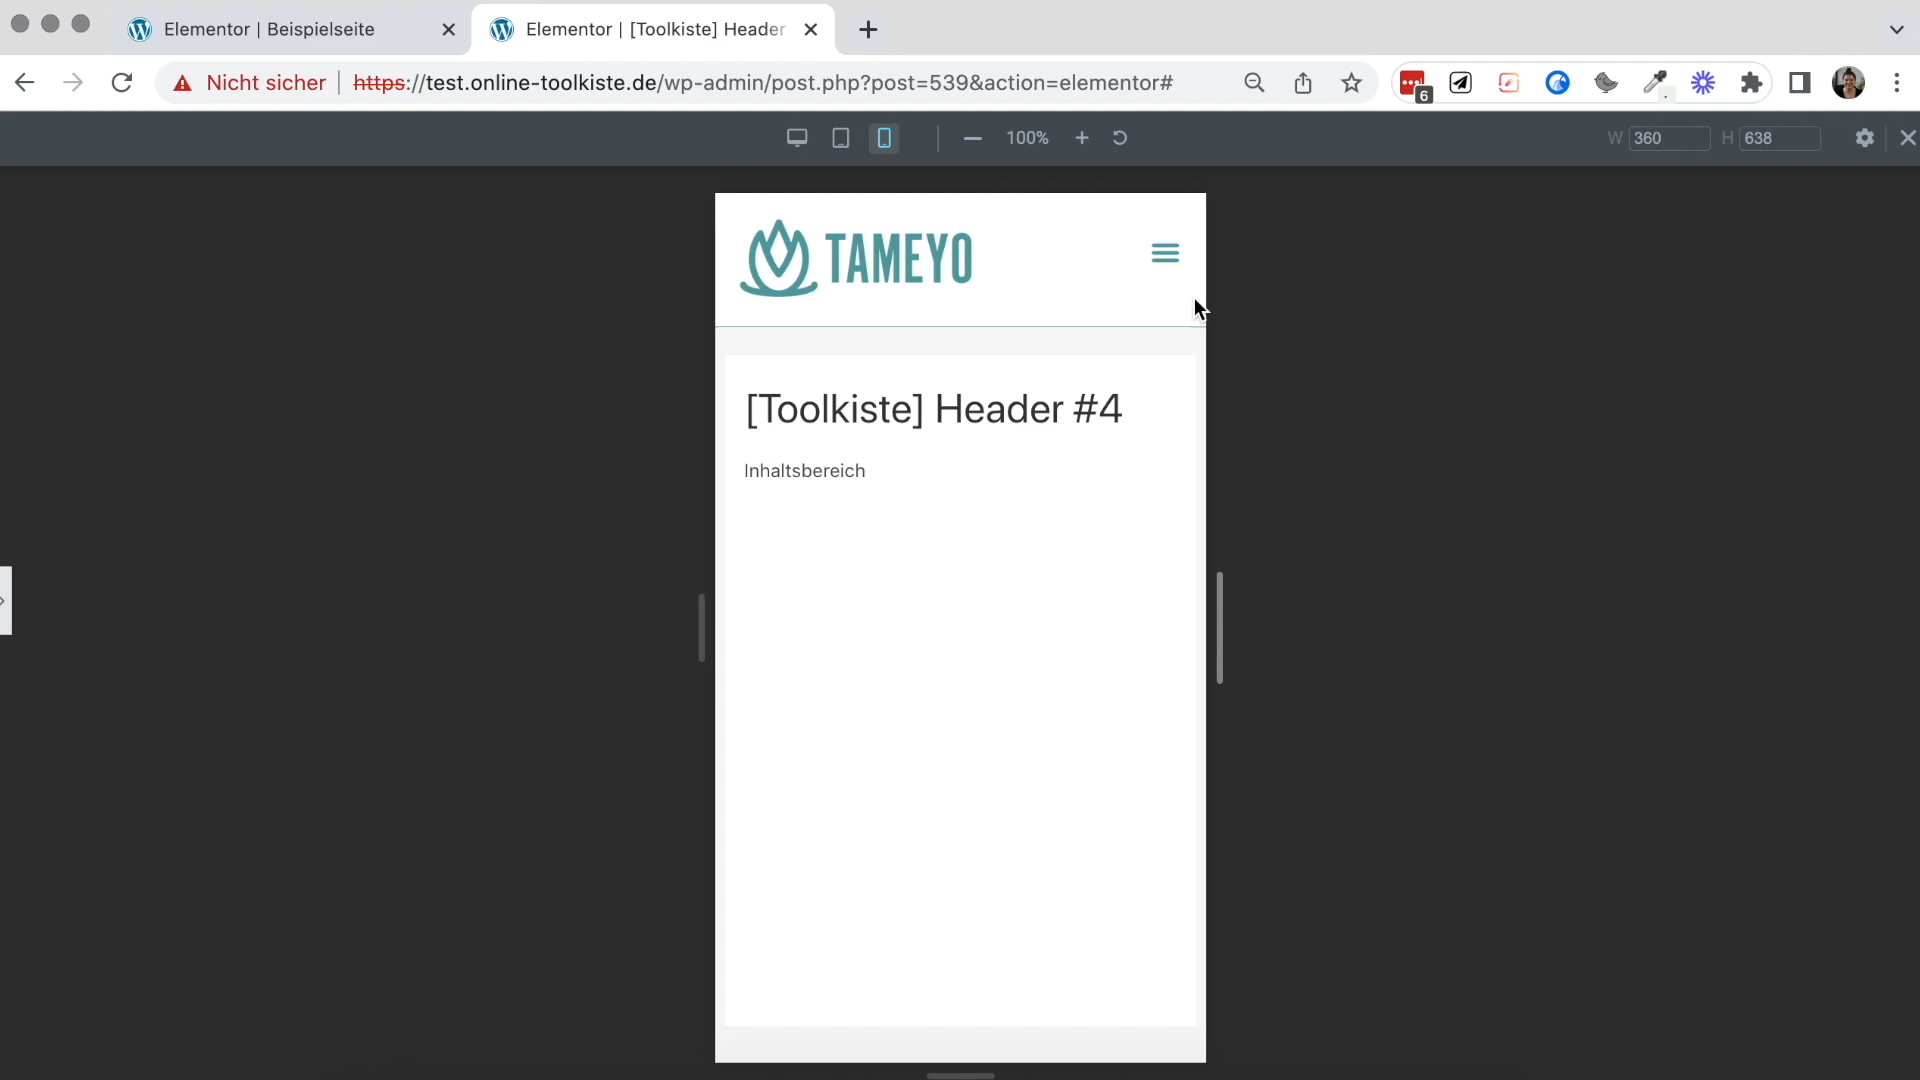 Elementor | Beispielseite
Elementor | [Toolkiste] Header
Nicht sicher
https://test.online-toolkiste.de/wp-admin/post.php?post=539&action=elementor#
6
100%
W 360 H 638
TAMEYO
[Toolkiste] Header #4
Inhaltsbereich